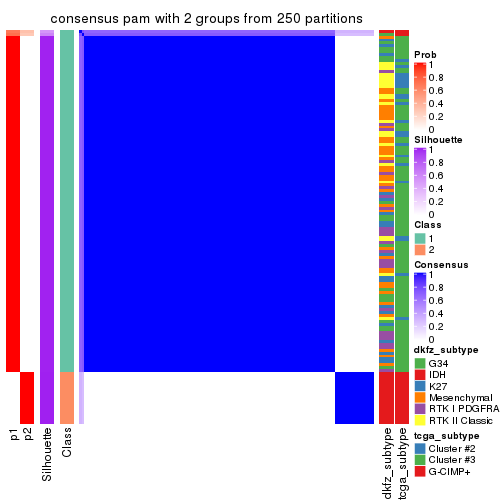 consensus pam with 2 groups from 250 partitions
Prob
1
0.8
0.6
0.4
0.2
0
Silhouette
1
0.8
0.6
0.4
0.2
0
Class
1
2
Consensus
1
0.8
0.6
0.4
0.2
0
dkfz_subtype
G34
IDH
K27
Mesenchymal
RTK I PDGFRA
RTK II Classic
tcga_subtype
Cluster #2
Cluster #3
G-CIMP+
p1
p2
Silhouette
Class
dkfz_subtype
tcga_subtype